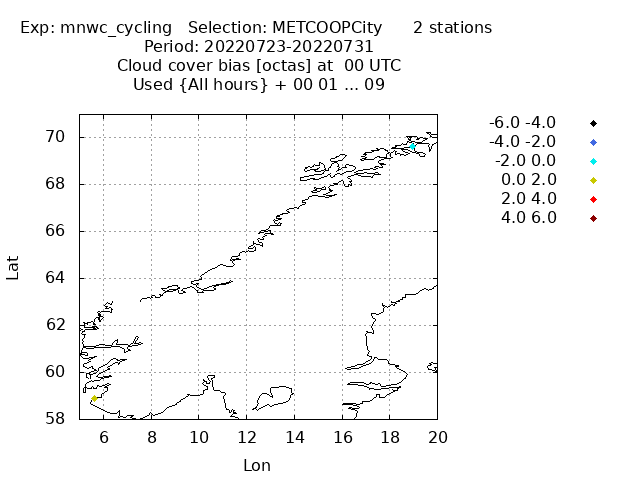 Exp: mnwc_cycling   Selection: METCOOPCity      2 stations
Period: 20220723-20220731
Cloud cover bias [octas] at  00 UTC
Used {All hours} + 00 01 ... 09
-6.0 -4.0
-4.0 -2.0
-2.0 0.0
0.0 2.0
2.0 4.0
4.0 6.0
70
68
66
64
62
60
58
Lat
6 8 10 12 14 16 18 20
Lon